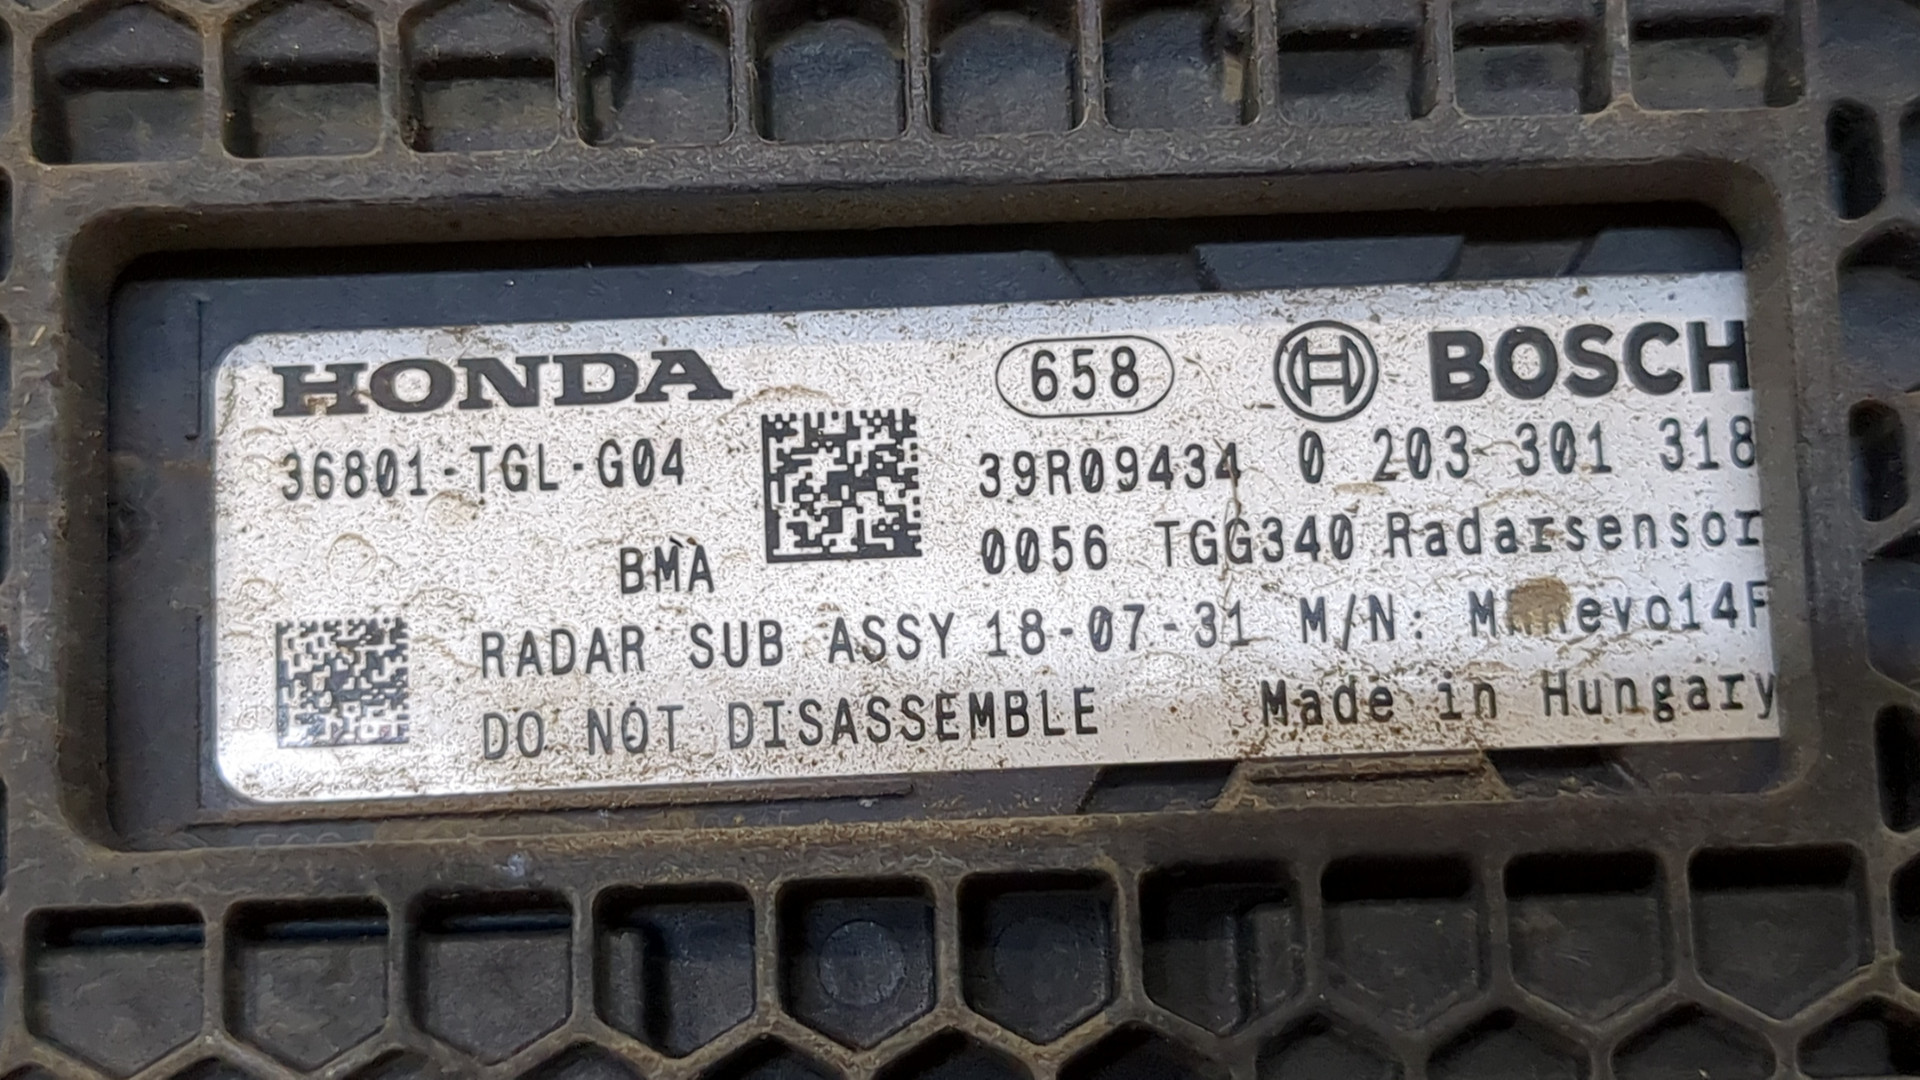 HONDA 658 BOSCH
36801-TGL-G04 39R09434 0 203 301 318
BMA 0056 TGG340 Radarsensor
RADAR SUB ASSY 18-07-31 M/N:
DO NOT DISASSEMBLE Made in Hungary